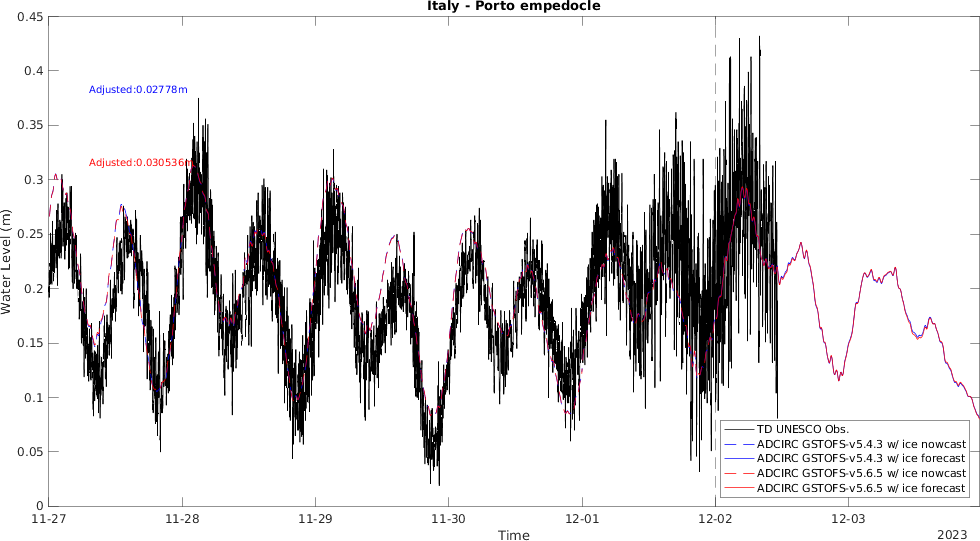 Italy - Porto empedocle
0.45
0.4
0.35
0.3
0.25
0.2
0.15
0.1
0.05
0
Water Level (m)
Adjusted:0.02778m
Adjusted:0.030536m
11-27
11-28
11-29
11-30
12-01
12-02
12-03
Time
2023
TD UNESCO Obs.
ADCIRC GSTOFS-v5.4.3 w/ ice nowcast
ADCIRC GSTOFS-v5.4.3 w/ ice forecast
ADCIRC GSTOFS-v5.6.5 w/ ice nowcast
ADCIRC GSTOFS-v5.6.5 w/ ice forecast